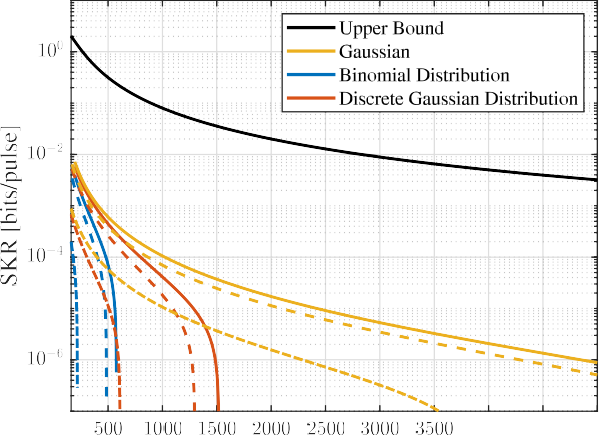 Upper Bound
Gaussian
Binomial Distribution
Discrete Gaussian Distribution
SKR [bits/pulse]
10^0
10^-2
10^-4
10^-6
500 1000 1500 2000 2500 3000 3500